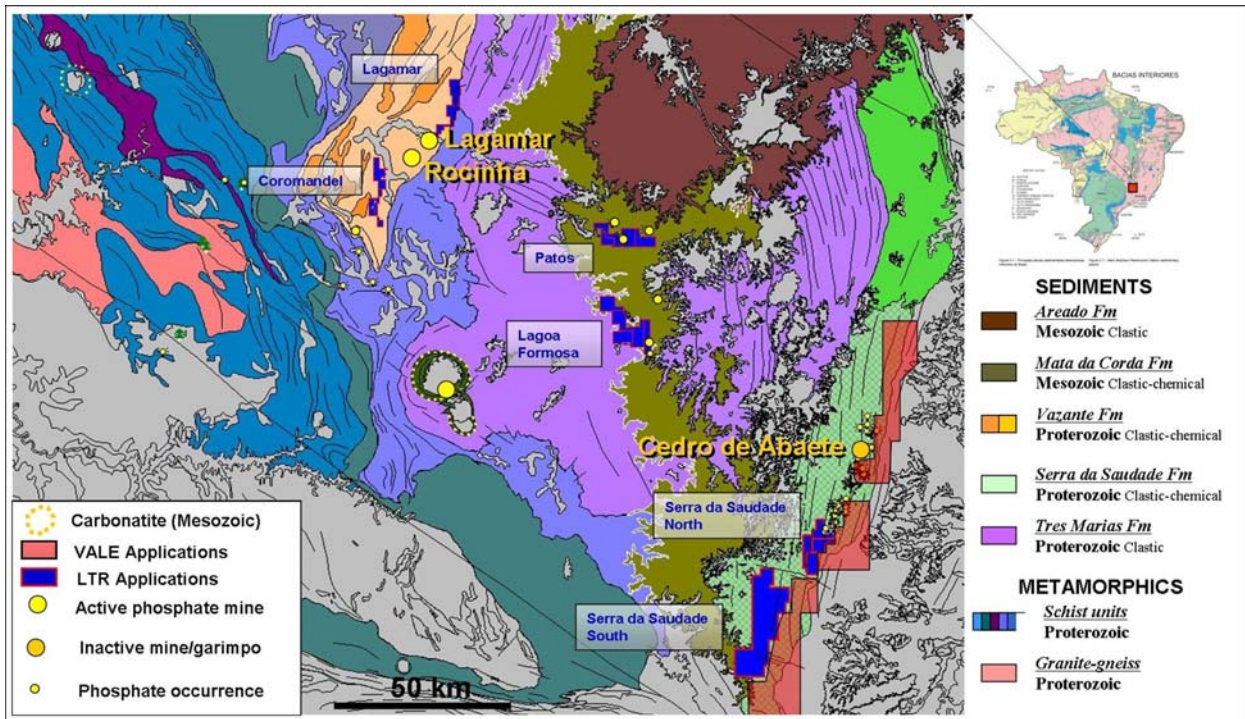 Lagamar
Lagamar
Rocinha
Coromandel
Patos
Lagoa
Formosa
Cedro de Abaete
Serra da Saudade
North
Serra da Saudade
South
50 km
Carbonatite (Mesozoic)
VALE Applications
LTR Applications
Active phosphate mine
Inactive mine/garimpo
Phosphate occurrence
BACIAS INTERIORES
SEDIMENTS
Areado Fm
Mesozoic Clastic
Mata da Corda Fm
Mesozoic Clastic-chemical
Vazante Fm
Proterozoic Clastic-chemical
Serra da Saudade Fm
Proterozoic Clastic-chemical
Tres Marias Fm
Proterozoic Clastic
METAMORPHICS
Schist units
Proterozoic
Granite-gneiss
Proterozoic